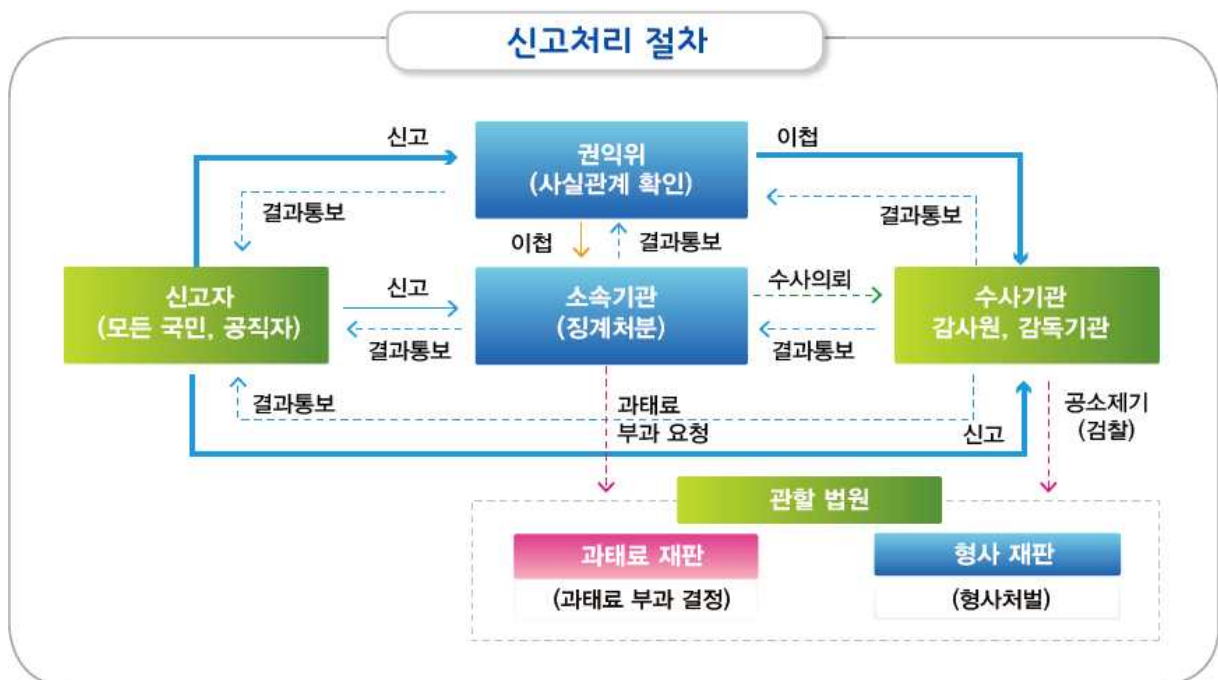 신고처리 절차
신고
권익위
(사실관계 확인)
이첩
결과통보
결과통보
이첩
결과통보
신고자
(모든 국민, 공직자)
신고
결과통보
소속기관
(징계처분)
수사의뢰
결과통보
수사기관
감사원, 감독기관
결과통보
과태료
부과 요청
신고
공소제기
(검찰)
관할 법원
과태료 재판
(과태료 부과 결정)
형사 재판
(형사처벌)